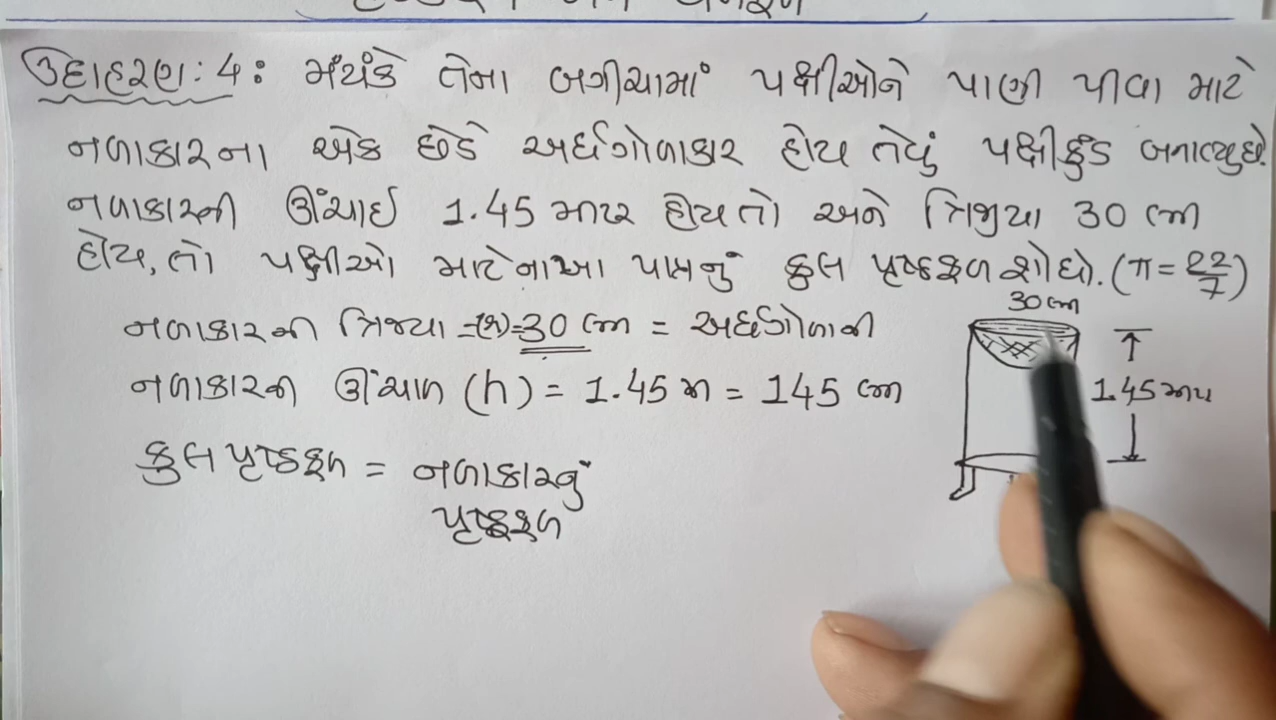 ઉદાહરણ: 4: મયંકે તેના બગીચામાં પક્ષીઓને પાણી પીવા માટે
નળાકારના એક છેડે અર્ધગોળાકાર હોય તેવું પક્ષીકુંડ બનાવ્યું છે.
નળાકારની ઊંચાઈ 1.45 મીટર હોય તો અને ત્રિજ્યા 30 cm
હોય, તો પક્ષીઓ માટેના આ પાત્રનું કુલ પૃષ્ઠફળ શોધો. (π = 22/7)
30 cm
નળાકારની ત્રિજ્યા =(r)= 30 cm = અર્ધગોળાની
નળાકારની ઊંચાઈ (h) = 1.45 m = 145 cm
1.45 મીટર
કુલ પૃષ્ઠફળ = નળાકારનું
પૃષ્ઠફળ